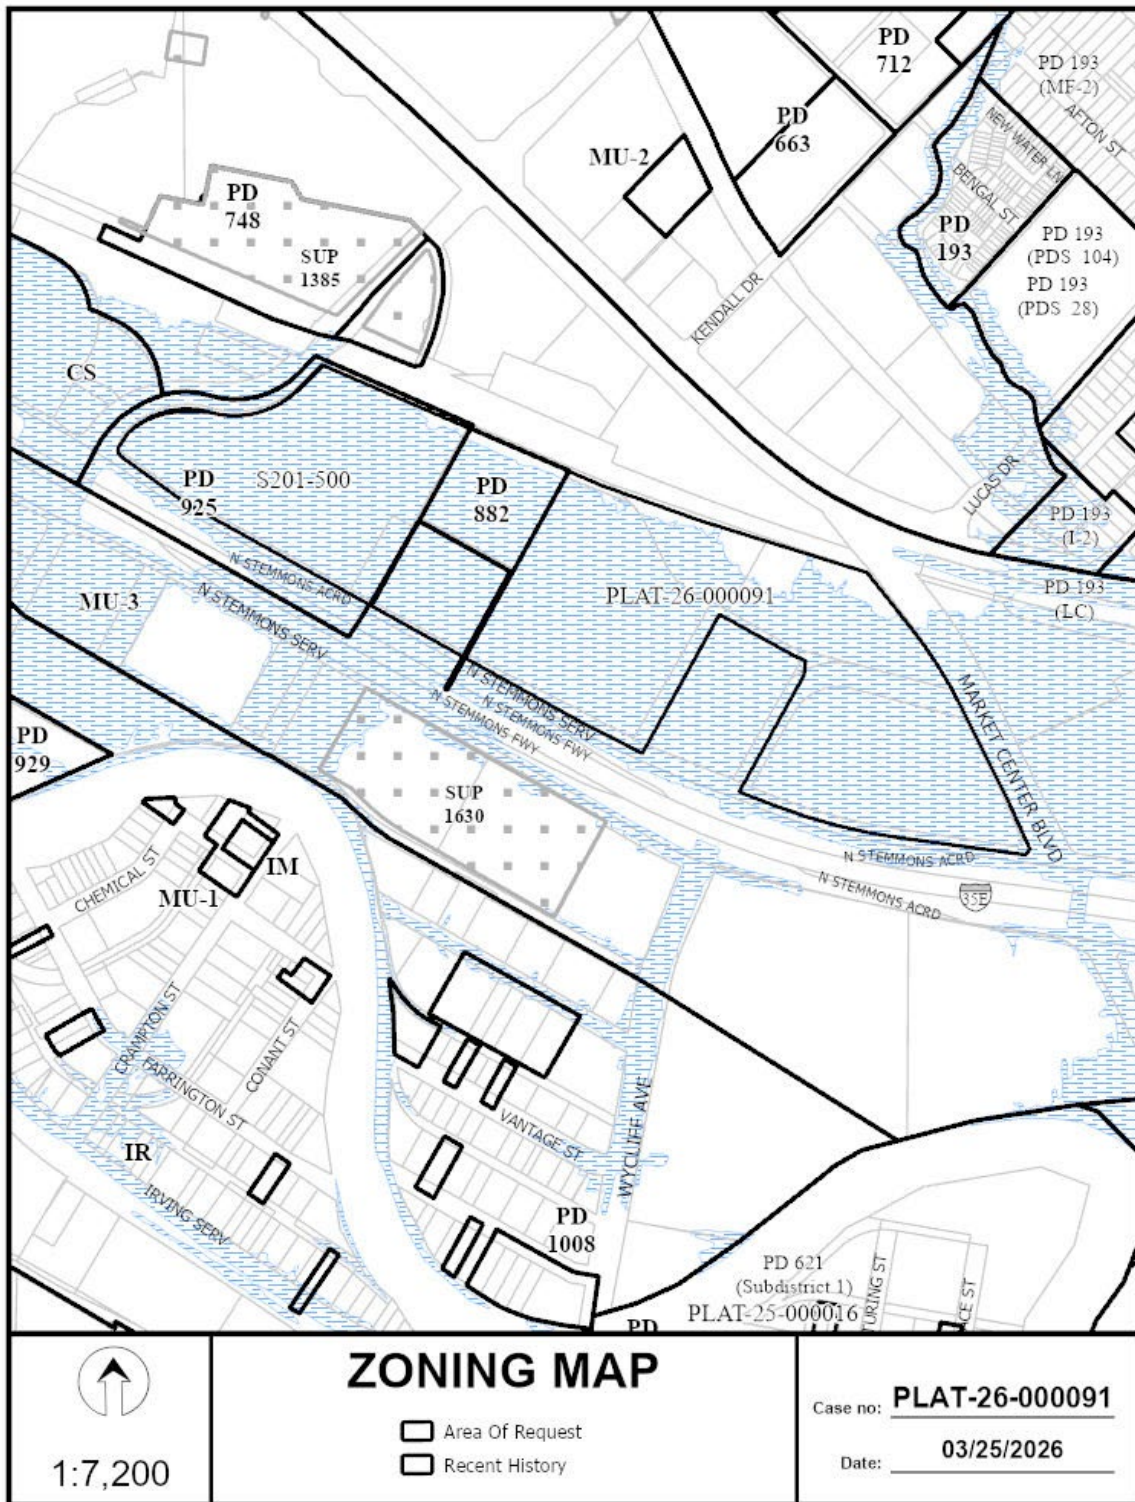 PD
712
PD 193
(MF-2)
AFTON ST
PD
663
NEW WATER LN
MU-2
BENGAL ST
PD
748
PD
193
PD 193
(PDS 104)
SUP
1385
PD 193
(PDS 28)
KENDALL DR
CS
LUCAS DR
S201-500
PD
925
PD
882
PD 193
(I-2)
N STEMMONS ACRD
PLAT-26-000091
PD 193
(LC)
MU-3
N STEMMONS SERV
N STEMMONS SERV
N STEMMONS FWY
N STEMMONS FWY
MARKET CENTER BLVD
PD
929
SUP
1630
N STEMMONS ACRD
N STEMMONS ACRD
35E
CHEMICAL ST
IM
MU-1
CRAMPTON ST
CONANT ST
FARRINGTON ST
VANTAGE ST
WYCLIFF AVE
IR
IRVING SERV
PD
1008
PD 621
(Subdistrict 1)
PLAT-25-000016
TURING ST
CE ST
PD
1:7,200
ZONING MAP
Area Of Request
Recent History
Case no: PLAT-26-000091
Date: 03/25/2026